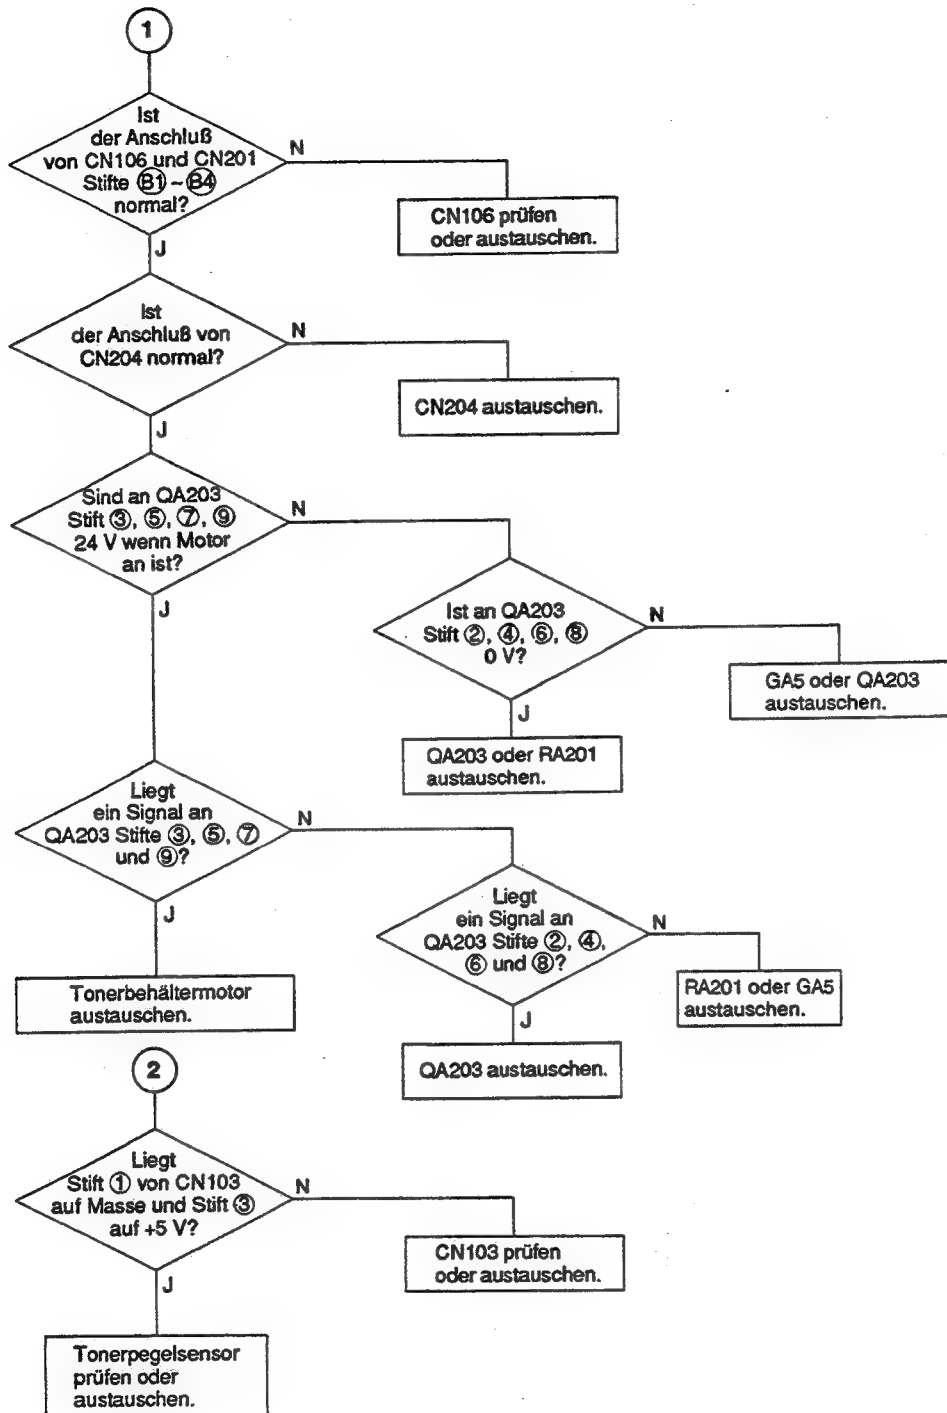 1
Ist
der Anschluß
von CN106 und CN201
Stifte B1 ~ B4
normal?
N
CN106 prüfen
oder austauschen.
J
Ist
der Anschluß von
CN204 normal?
N
CN204 austauschen.
J
Sind an QA203
Stift ③, ⑤, ⑦, ⑨
24 V wenn Motor
an ist?
N
J
Ist an QA203
Stift ②, ④, ⑥, ⑧
0 V?
N
GA5 oder QA203
austauschen.
J
QA203 oder RA201
austauschen.
Liegt
ein Signal an
QA203 Stifte ③, ⑤, ⑦
und ⑨?
N
J
Liegt
ein Signal an
QA203 Stifte ②, ④,
⑥ und ⑧?
N
RA201 oder GA5
austauschen.
J
QA203 austauschen.
Tonerbehältermotor
austauschen.
2
Liegt
Stift ① von CN103
auf Masse und Stift ③
auf +5 V?
N
CN103 prüfen
oder austauschen.
J
Tonerpegelsensor
prüfen oder
austauschen.